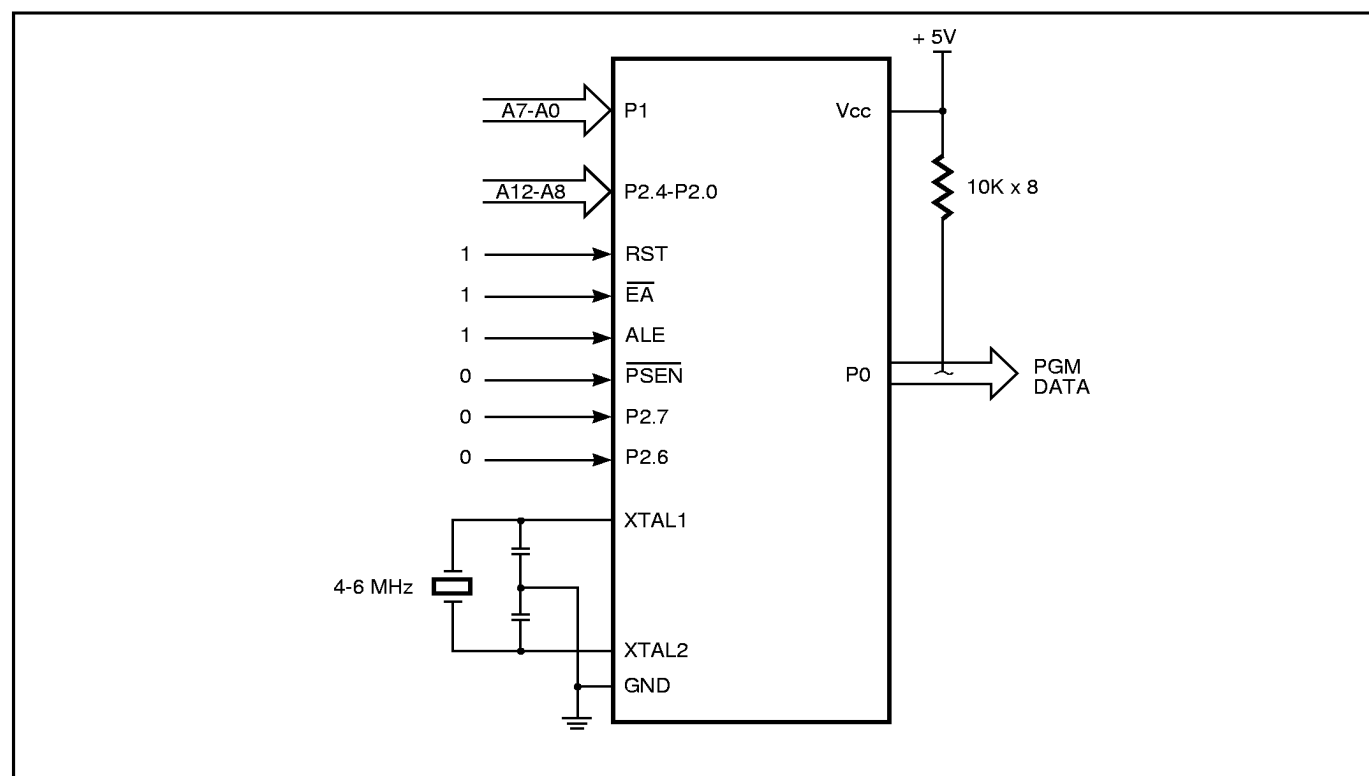 + 5V
A7-A0
P1
Vcc
A12-A8
P2.4-P2.0
10K x 8
1
RST
1
EA
1
ALE
0
PSEN
P0
PGM
DATA
0
P2.7
0
P2.6
XTAL1
4-6 MHz
XTAL2
GND